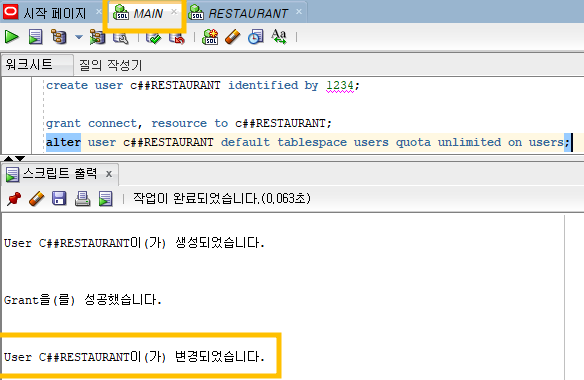 시작 페이지 × MAIN × RESTAURANT ×
워크시트 질의 작성기
create user c##RESTAURANT identified by 1234;
grant connect, resource to c##RESTAURANT;
alter user c##RESTAURANT default tablespace users quota unlimited on users;
스크립트 출력 ×
작업이 완료되었습니다.(0,063초)
User C##RESTAURANT이(가) 생성되었습니다.
Grant을(를) 성공했습니다.
User C##RESTAURANT이(가) 변경되었습니다.